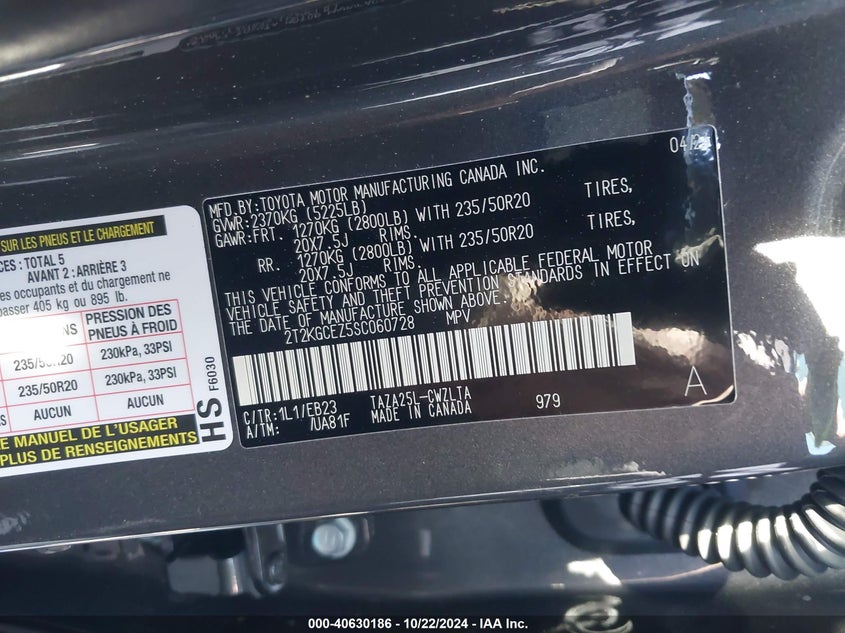 SUR LES PNEUS ET LE CHARGEMENT
CES : TOTAL 5
AVANT 2 : ARRIÈRE 3
es occupants et du chargement ne
passer 405 kg ou 895 lb.
NS PRESSION DES PNEUS À FROID
235/50R20 230kPa, 33PSI
235/50R20 230kPa, 33PSI
AUCUN AUCUN
E MANUEL DE L'USAGER
PLUS DE RENSEIGNEMENTS
HS F6030
04/2
MFD.BY:TOYOTA MOTOR MANUFACTURING CANADA INC.
GVWR:2370KG (5225LB)
GAWR:FRT. 1270KG (2800LB) WITH 235/50R20 TIRES,
20X7.5J RIMS.
RR. 1270KG (2800LB) WITH 235/50R20 TIRES,
20X7.5J RIMS.
THIS VEHICLE CONFORMS TO ALL APPLICABLE FEDERAL MOTOR
VEHICLE SAFETY AND THEFT PREVENTION STANDARDS IN EFFECT ON
THE DATE OF MANUFACTURE SHOWN ABOVE.
2T2KGCEZ5SC060728 MPV
C/TR:1L1/EB23 TAZA25L-CWZLTA
A/TM: /UA81F MADE IN CANADA 979
A
000-40630186 - 10/22/2024 - IAA Inc.